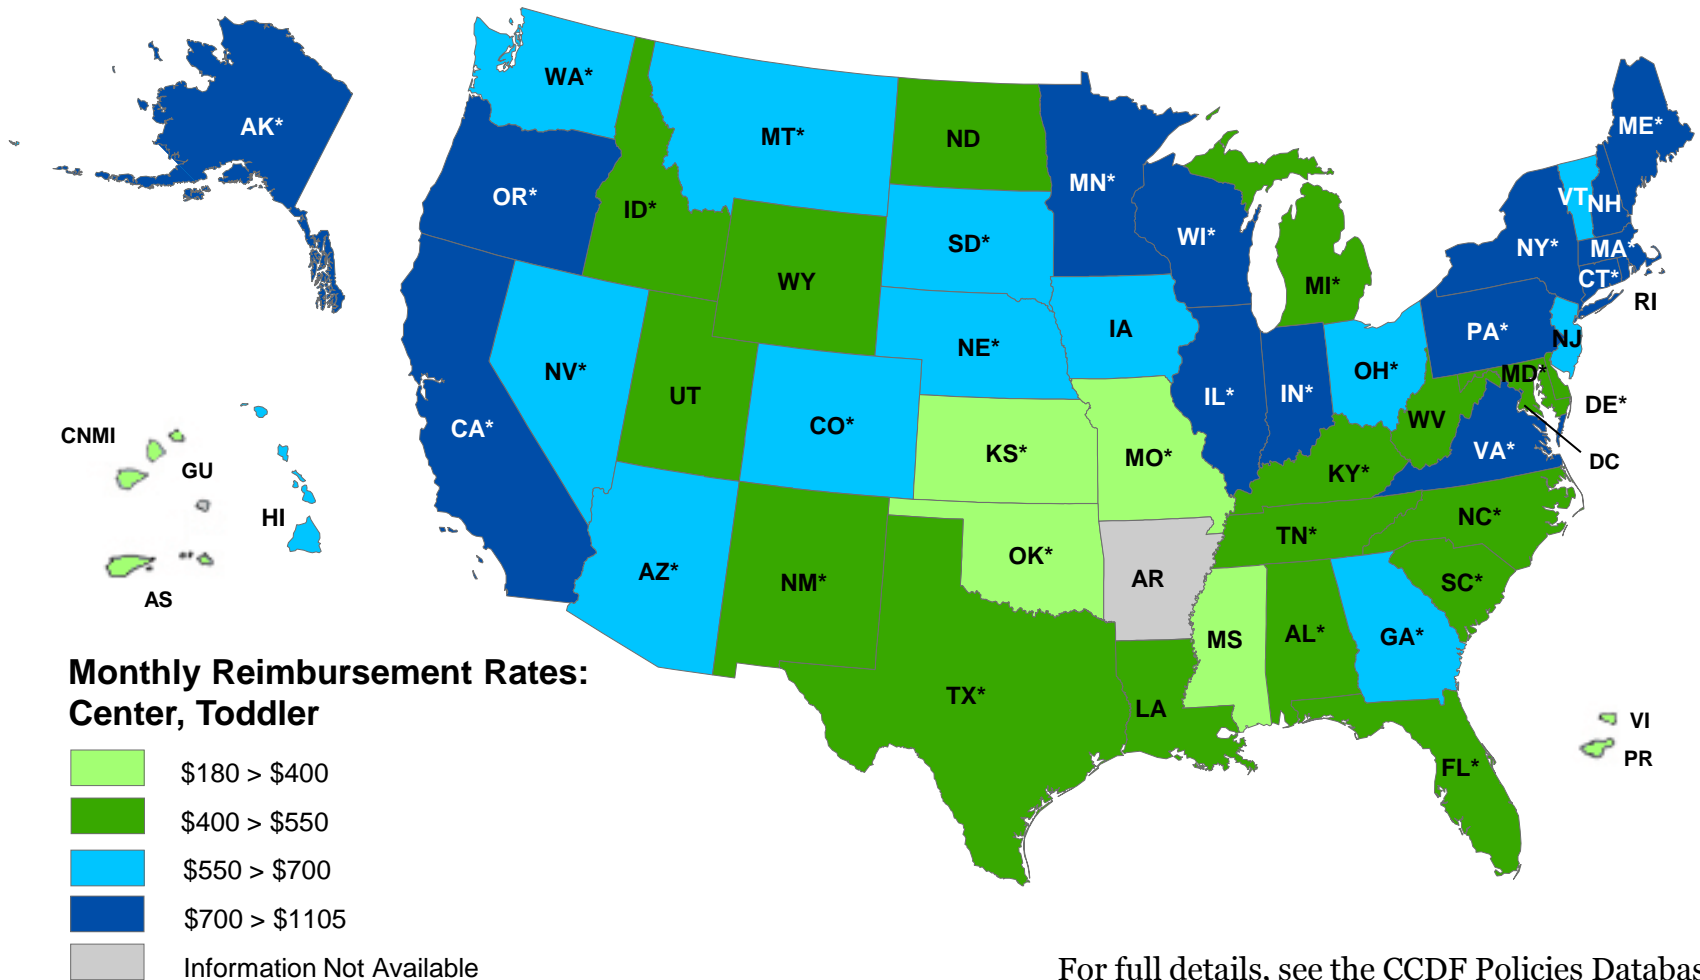 WA*
MT*
ND
MN*
ME*
AK*
OR*
ID*
SD*
WI*
VT
NH
NY*
MA*
CT*
RI
WY
MI*
NE*
IA
PA*
NJ
NV*
UT
CO*
IL*
IN*
OH*
MD*
DE*
WV
DC
CA*
KS*
MO*
KY*
VA*
CNMI
GU
HI
AS
AZ*
NM*
OK*
AR
TN*
NC*
SC*
MS
AL*
GA*
TX*
LA
FL*
VI
PR
Monthly Reimbursement Rates:
Center, Toddler
$180 > $400
$400 > $550
$550 > $700
$700 > $1105
Information Not Available
For full details, see the CCDF Policies Databas